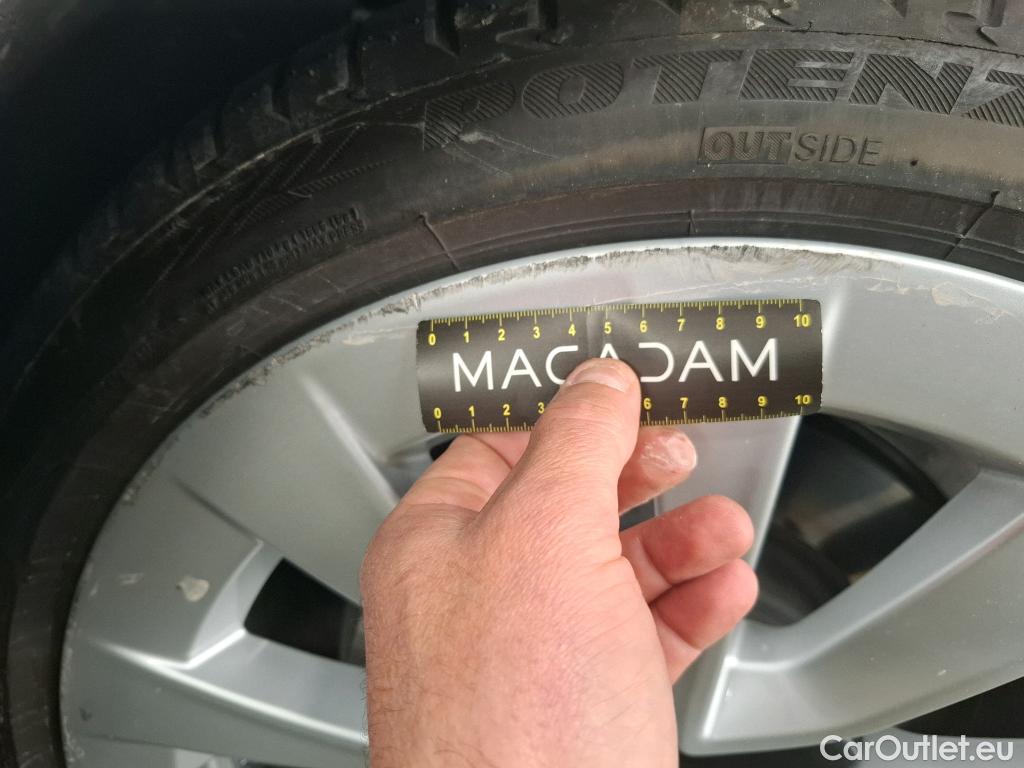 POTENZ
OUTSIDE
0 1 2 3 4 5 6 7 8 9 10
MACADAM
0 1 2 3 6 7 8 9 10
CarOutlet.eu